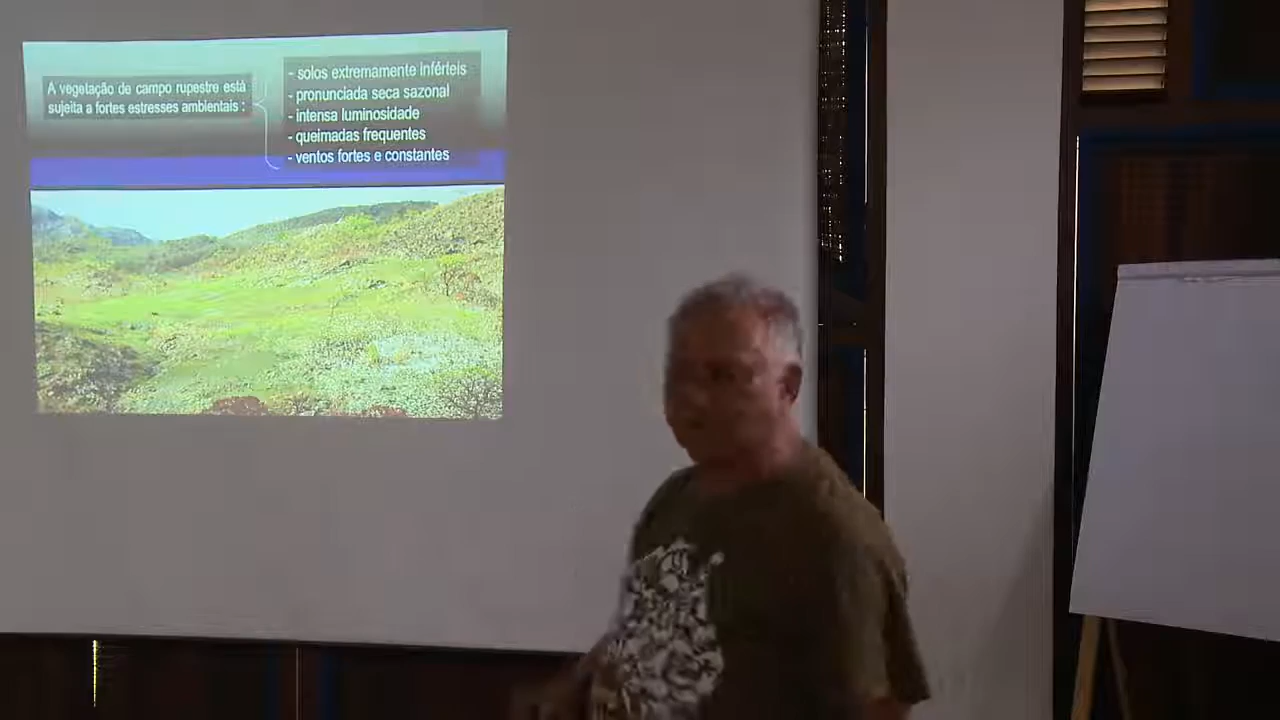 A vegetação de campo rupestre está
sujeita a fortes estresses ambientais :
- solos extremamente inférteis
- pronunciada seca sazonal
- intensa luminosidade
- queimadas frequentes
- ventos fortes e constantes